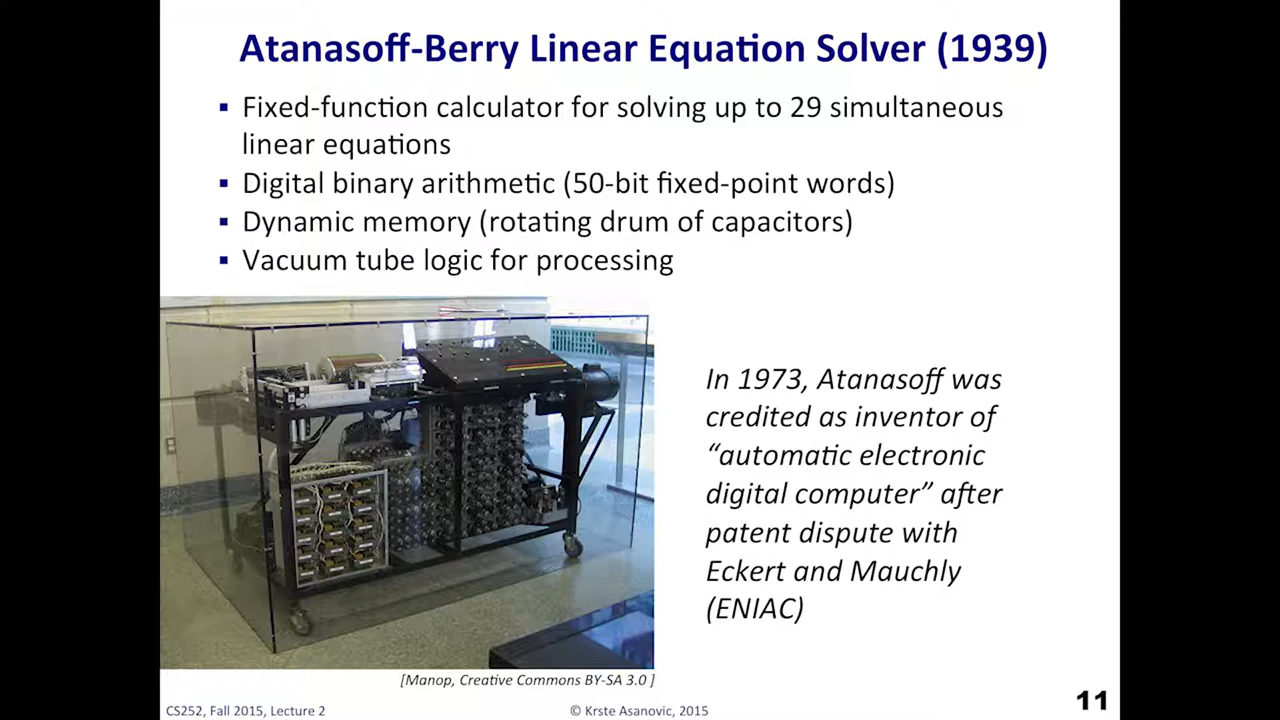 Atanasoff-Berry Linear Equation Solver (1939)
▪ Fixed-function calculator for solving up to 29 simultaneous
linear equations
▪ Digital binary arithmetic (50-bit fixed-point words)
▪ Dynamic memory (rotating drum of capacitors)
▪ Vacuum tube logic for processing
In 1973, Atanasoff was
credited as inventor of
“automatic electronic
digital computer” after
patent dispute with
Eckert and Mauchly
(ENIAC)
[Manop, Creative Commons BY-SA 3.0 ]
CS252, Fall 2015, Lecture 2
© Krste Asanovic, 2015
11